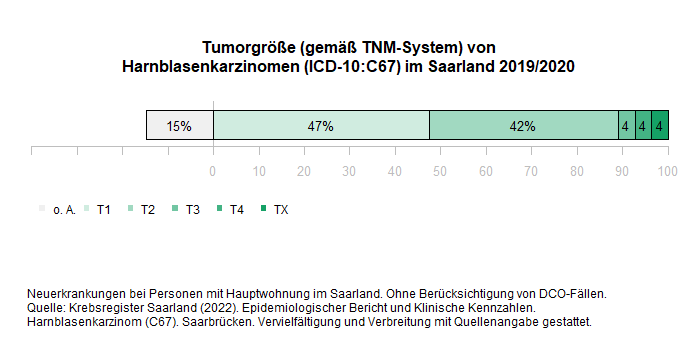 Tumorgröße (gemäß TNM-System) von
Harnblasenkarzinomen (ICD-10:C67) im Saarland 2019/2020
15% 47% 42% 4 4 4
0 10 20 30 40 50 60 70 80 90 100
o. A. T1 T2 T3 T4 TX
Neuerkrankungen bei Personen mit Hauptwohnung im Saarland. Ohne Berücksichtigung von DCO-Fällen.
Quelle: Krebsregister Saarland (2022). Epidemiologischer Bericht und Klinische Kennzahlen.
Harnblasenkarzinom (C67). Saarbrücken. Vervielfältigung und Verbreitung mit Quellenangabe gestattet.